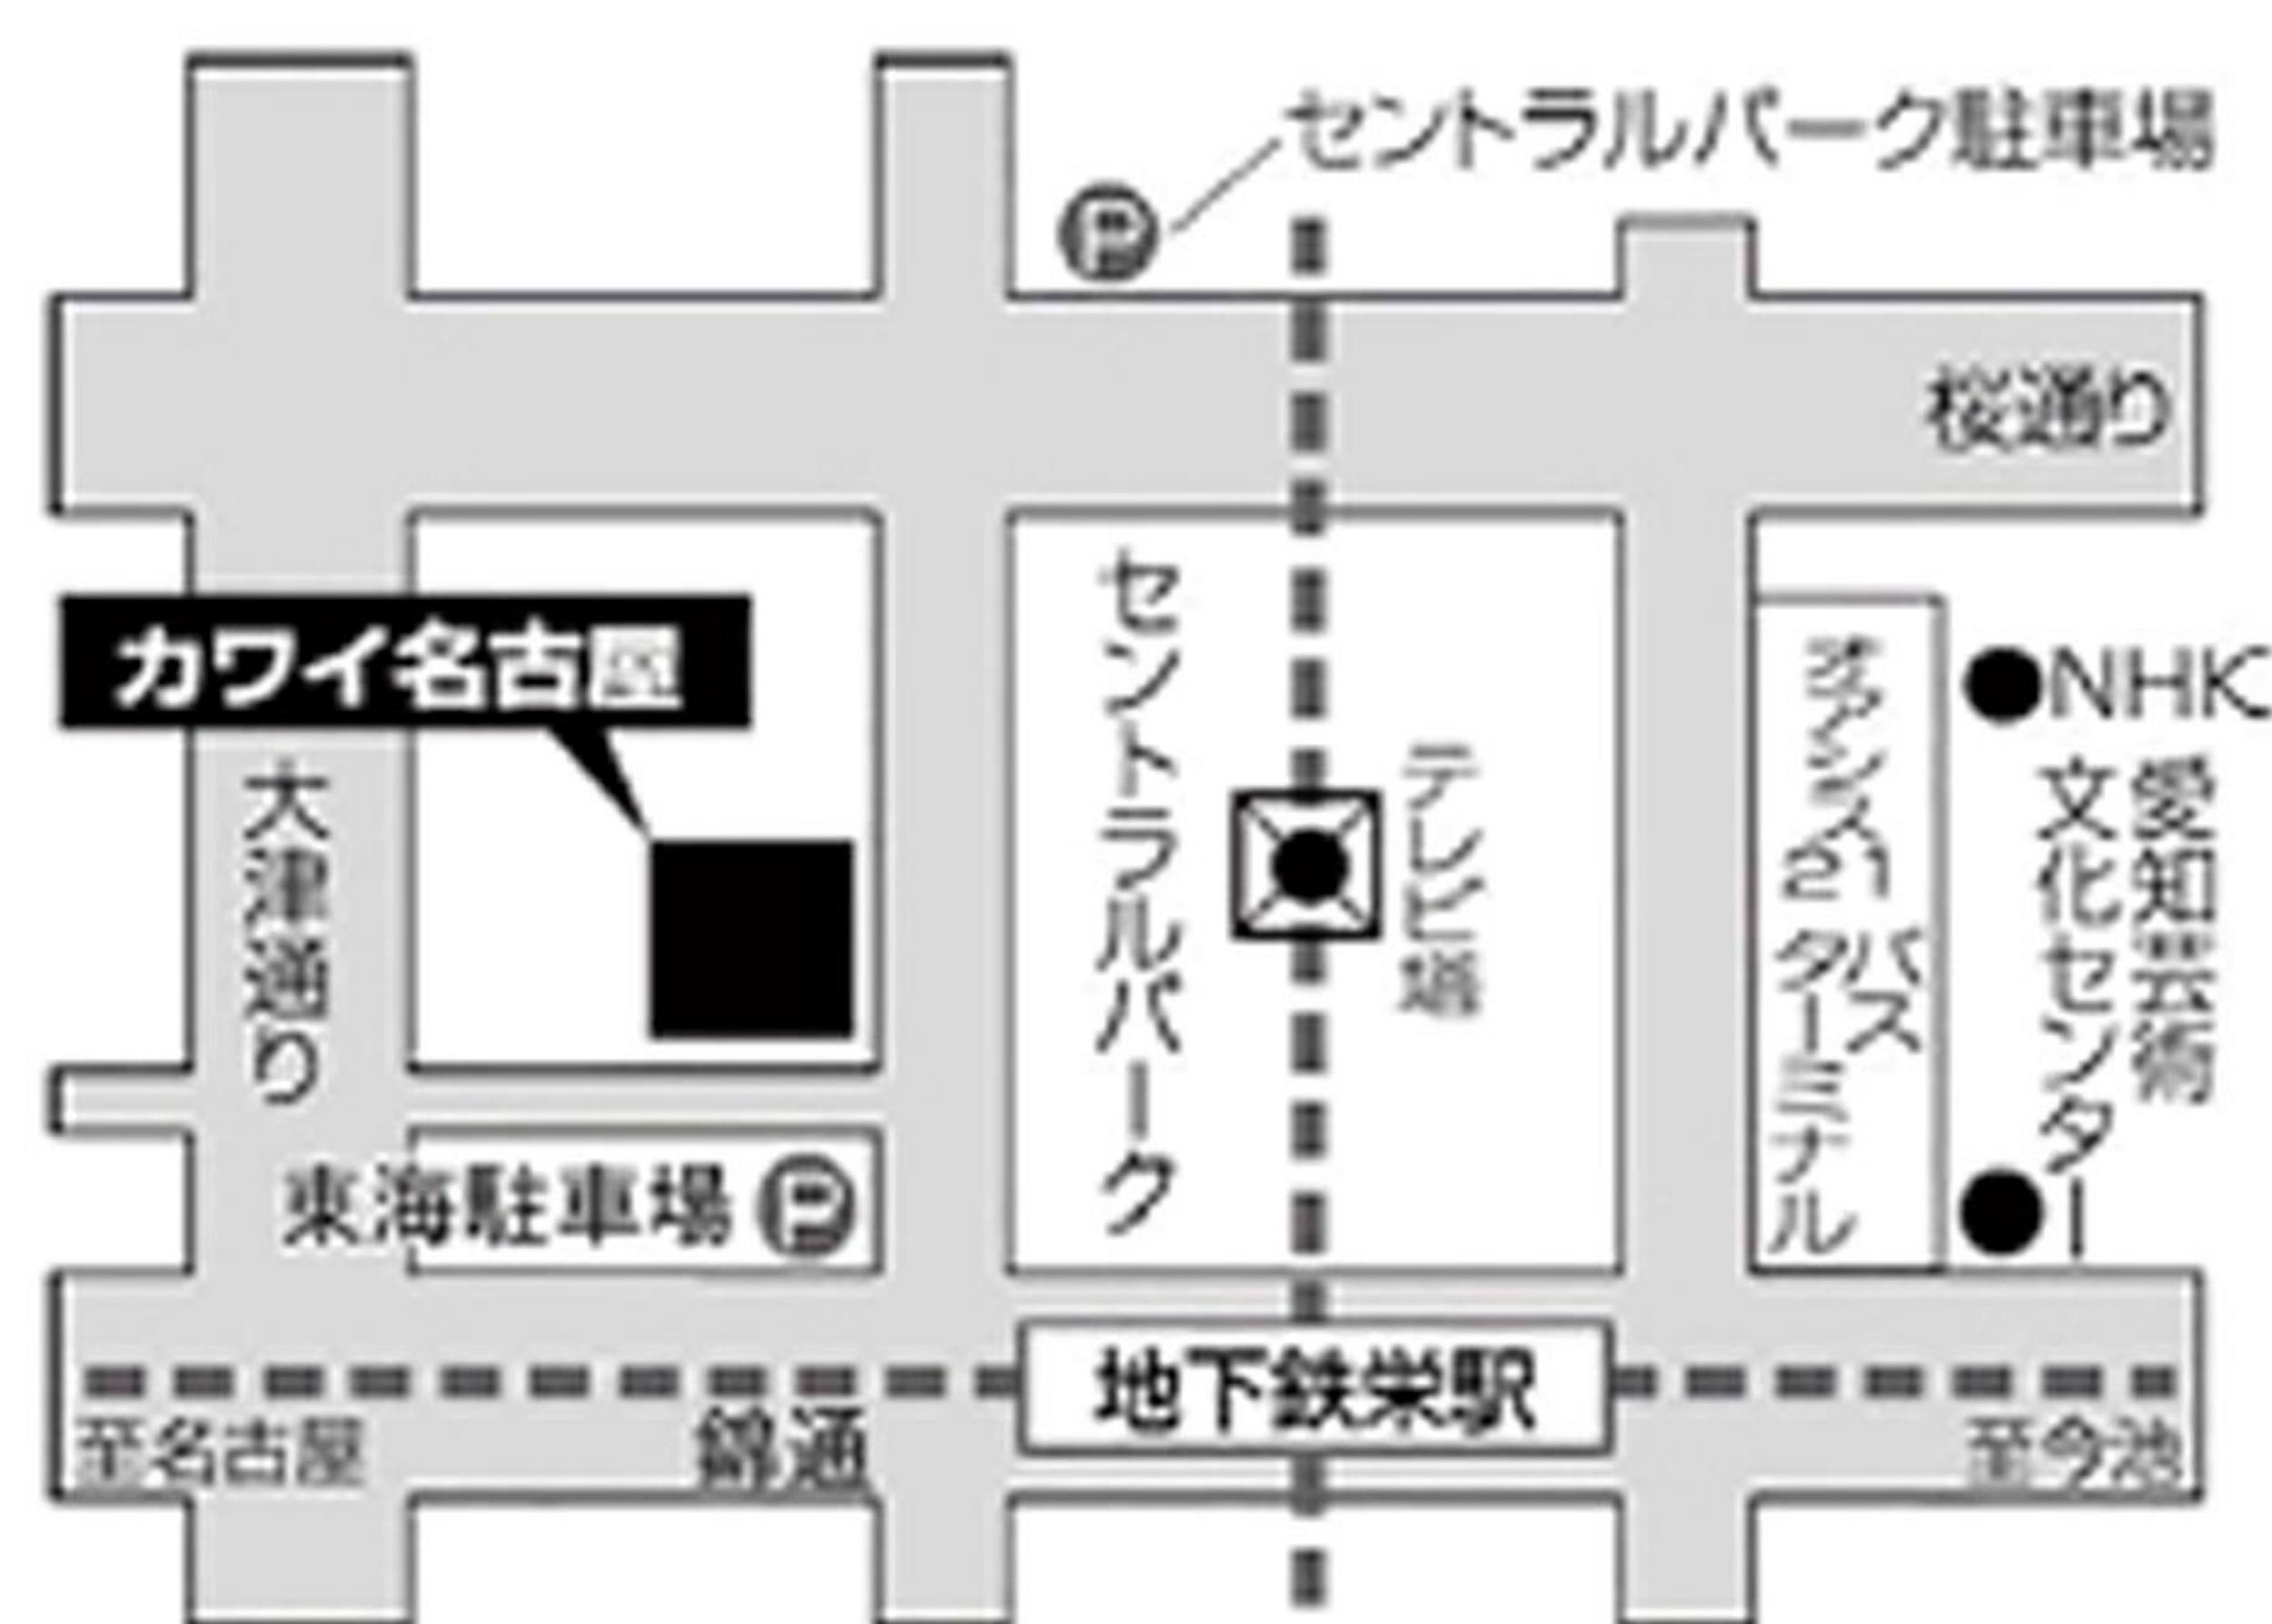 セントラルパーク駐車場
桜通り
カワイ名古屋
大津通り
セントラルパーク
テレビ塔
オアシス21
バス
ターミナル
NHK
愛知芸術
文化センター
東海駐車場
P
地下鉄栄駅
至名古屋
錦通
至今池